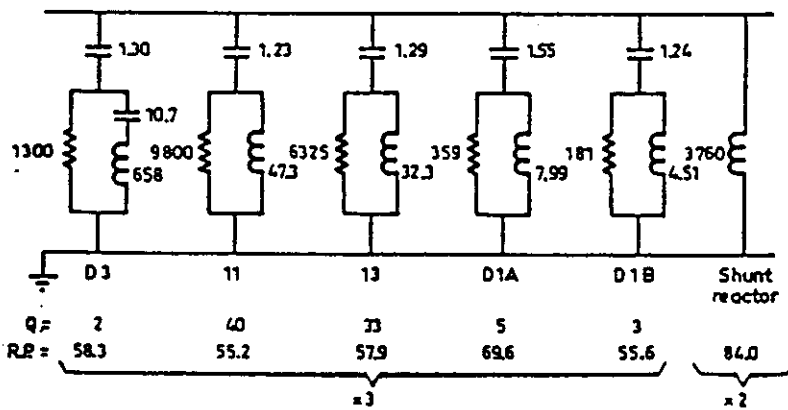 1.30 1.23 1.29 1.55 1.24
10.7
1300 9800 6325 359 181 3760
658 47.3 32.3 7.99 4.51
D3 11 13 D1A D1B Shunt reactor
Q= 2 40 33 5 3
R.P. = 58.3 55.2 57.9 69.6 55.6 84.0
×3 ×2